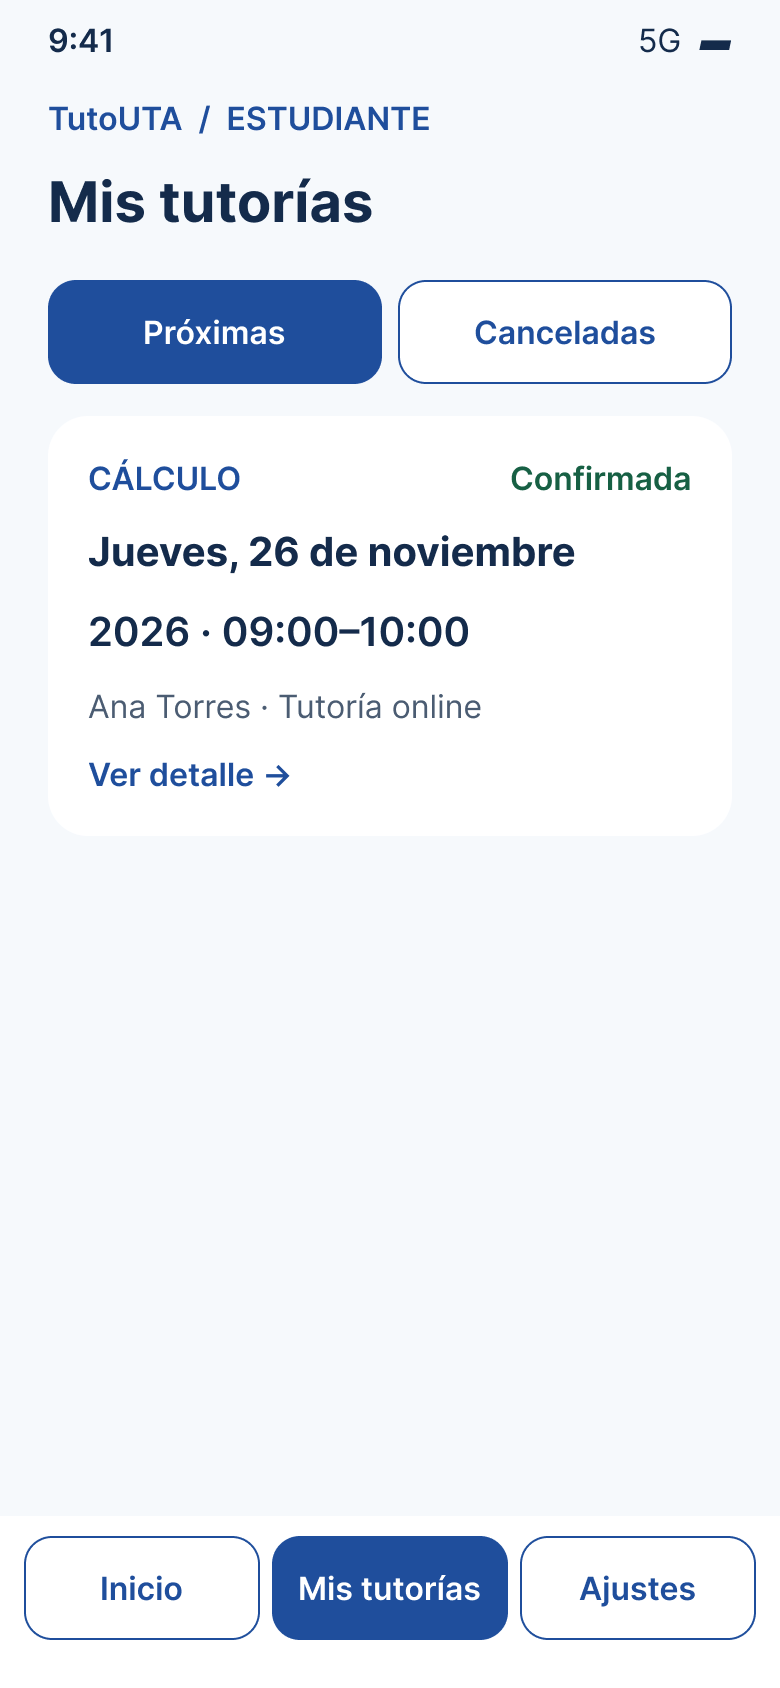 9:41 5G
TutoUTA / ESTUDIANTE
Mis tutorías
Próximas Canceladas
CÁLCULO Confirmada
Jueves, 26 de noviembre
2026 · 09:00–10:00
Ana Torres · Tutoría online
Ver detalle →
Inicio Mis tutorías Ajustes